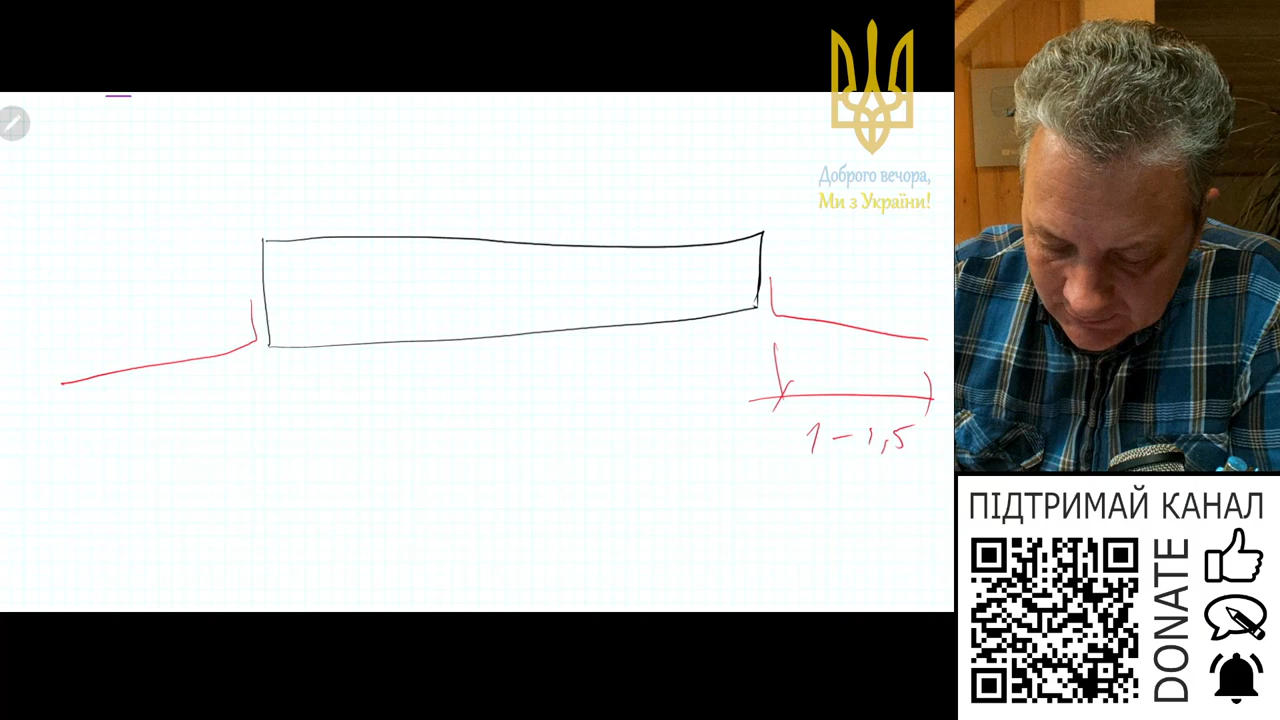 Доброго вечора,
Ми з України!
1 – 1,5
ПІДТРИМАЙ КАНАЛ
DONATE